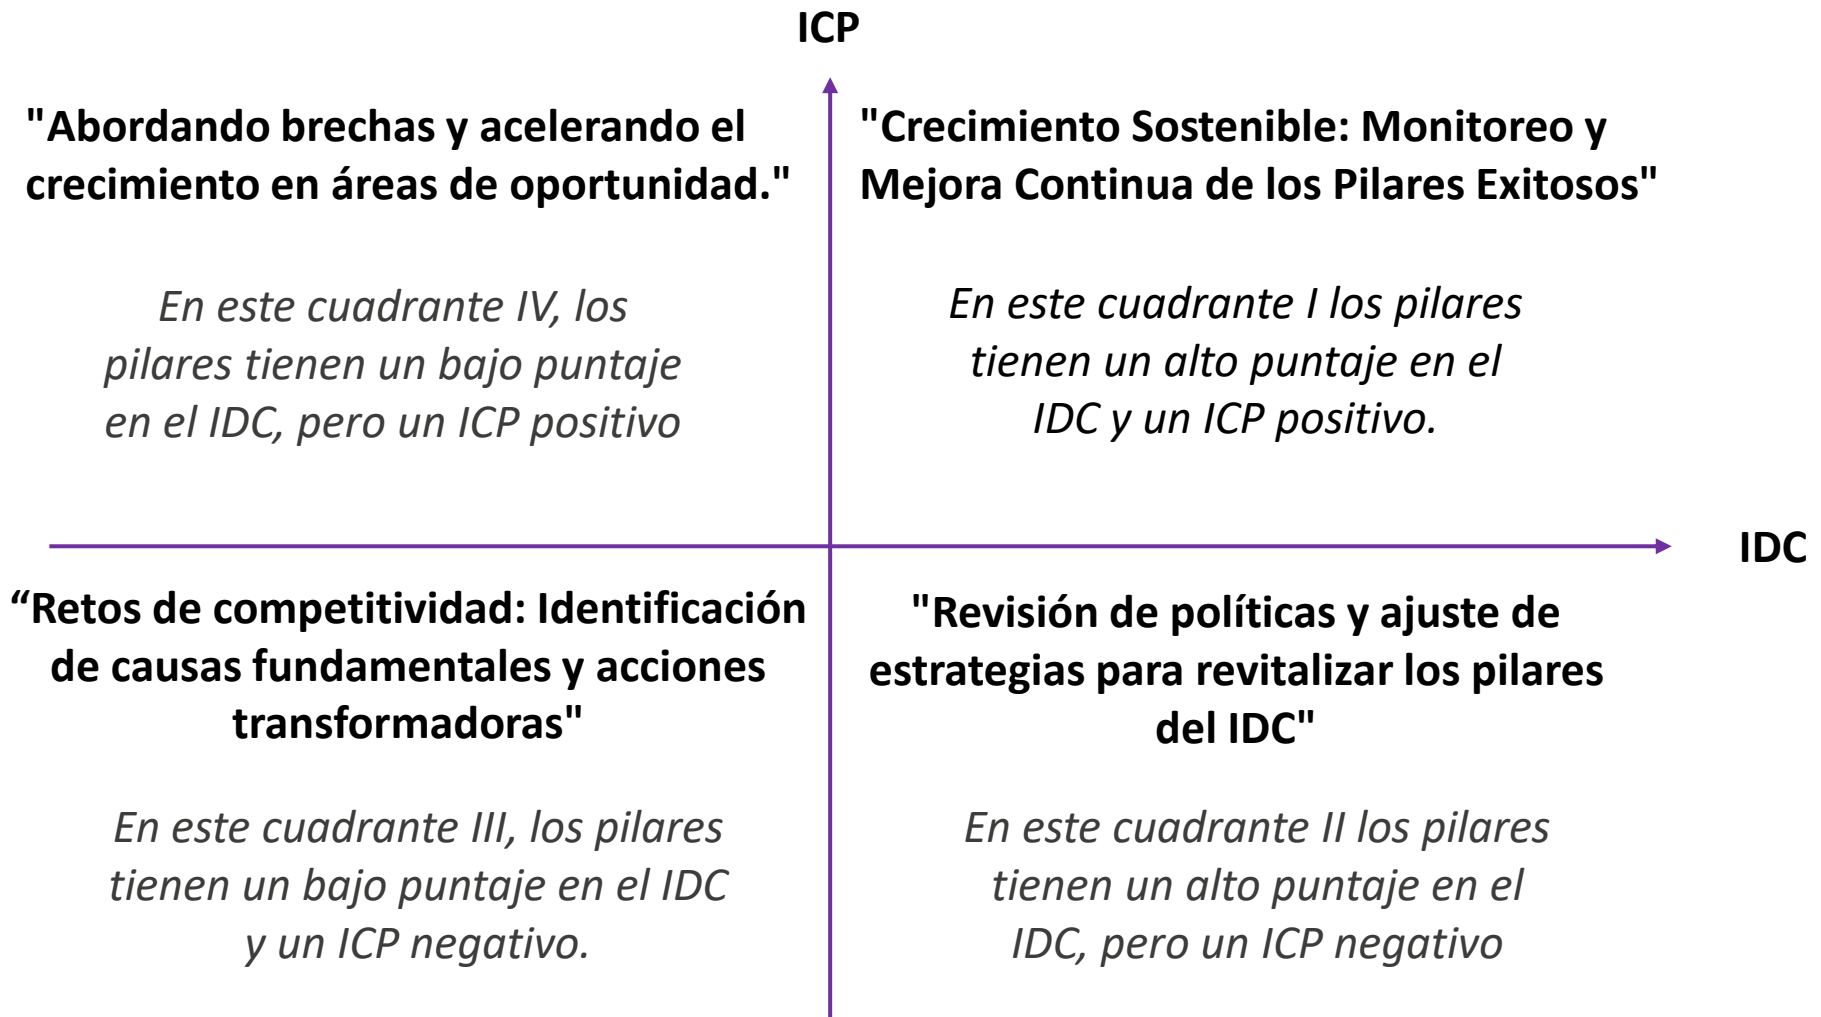 ICP
"Abordando brechas y acelerando el
crecimiento en áreas de oportunidad."
En este cuadrante IV, los
pilares tienen un bajo puntaje
en el IDC, pero un ICP positivo
"Crecimiento Sostenible: Monitoreo y
Mejora Continua de los Pilares Exitosos"
En este cuadrante I los pilares
tienen un alto puntaje en el
IDC y un ICP positivo.
IDC
“Retos de competitividad: Identificación
de causas fundamentales y acciones
transformadoras"
En este cuadrante III, los pilares
tienen un bajo puntaje en el IDC
y un ICP negativo.
"Revisión de políticas y ajuste de
estrategias para revitalizar los pilares
del IDC"
En este cuadrante II los pilares
tienen un alto puntaje en el
IDC, pero un ICP negativo